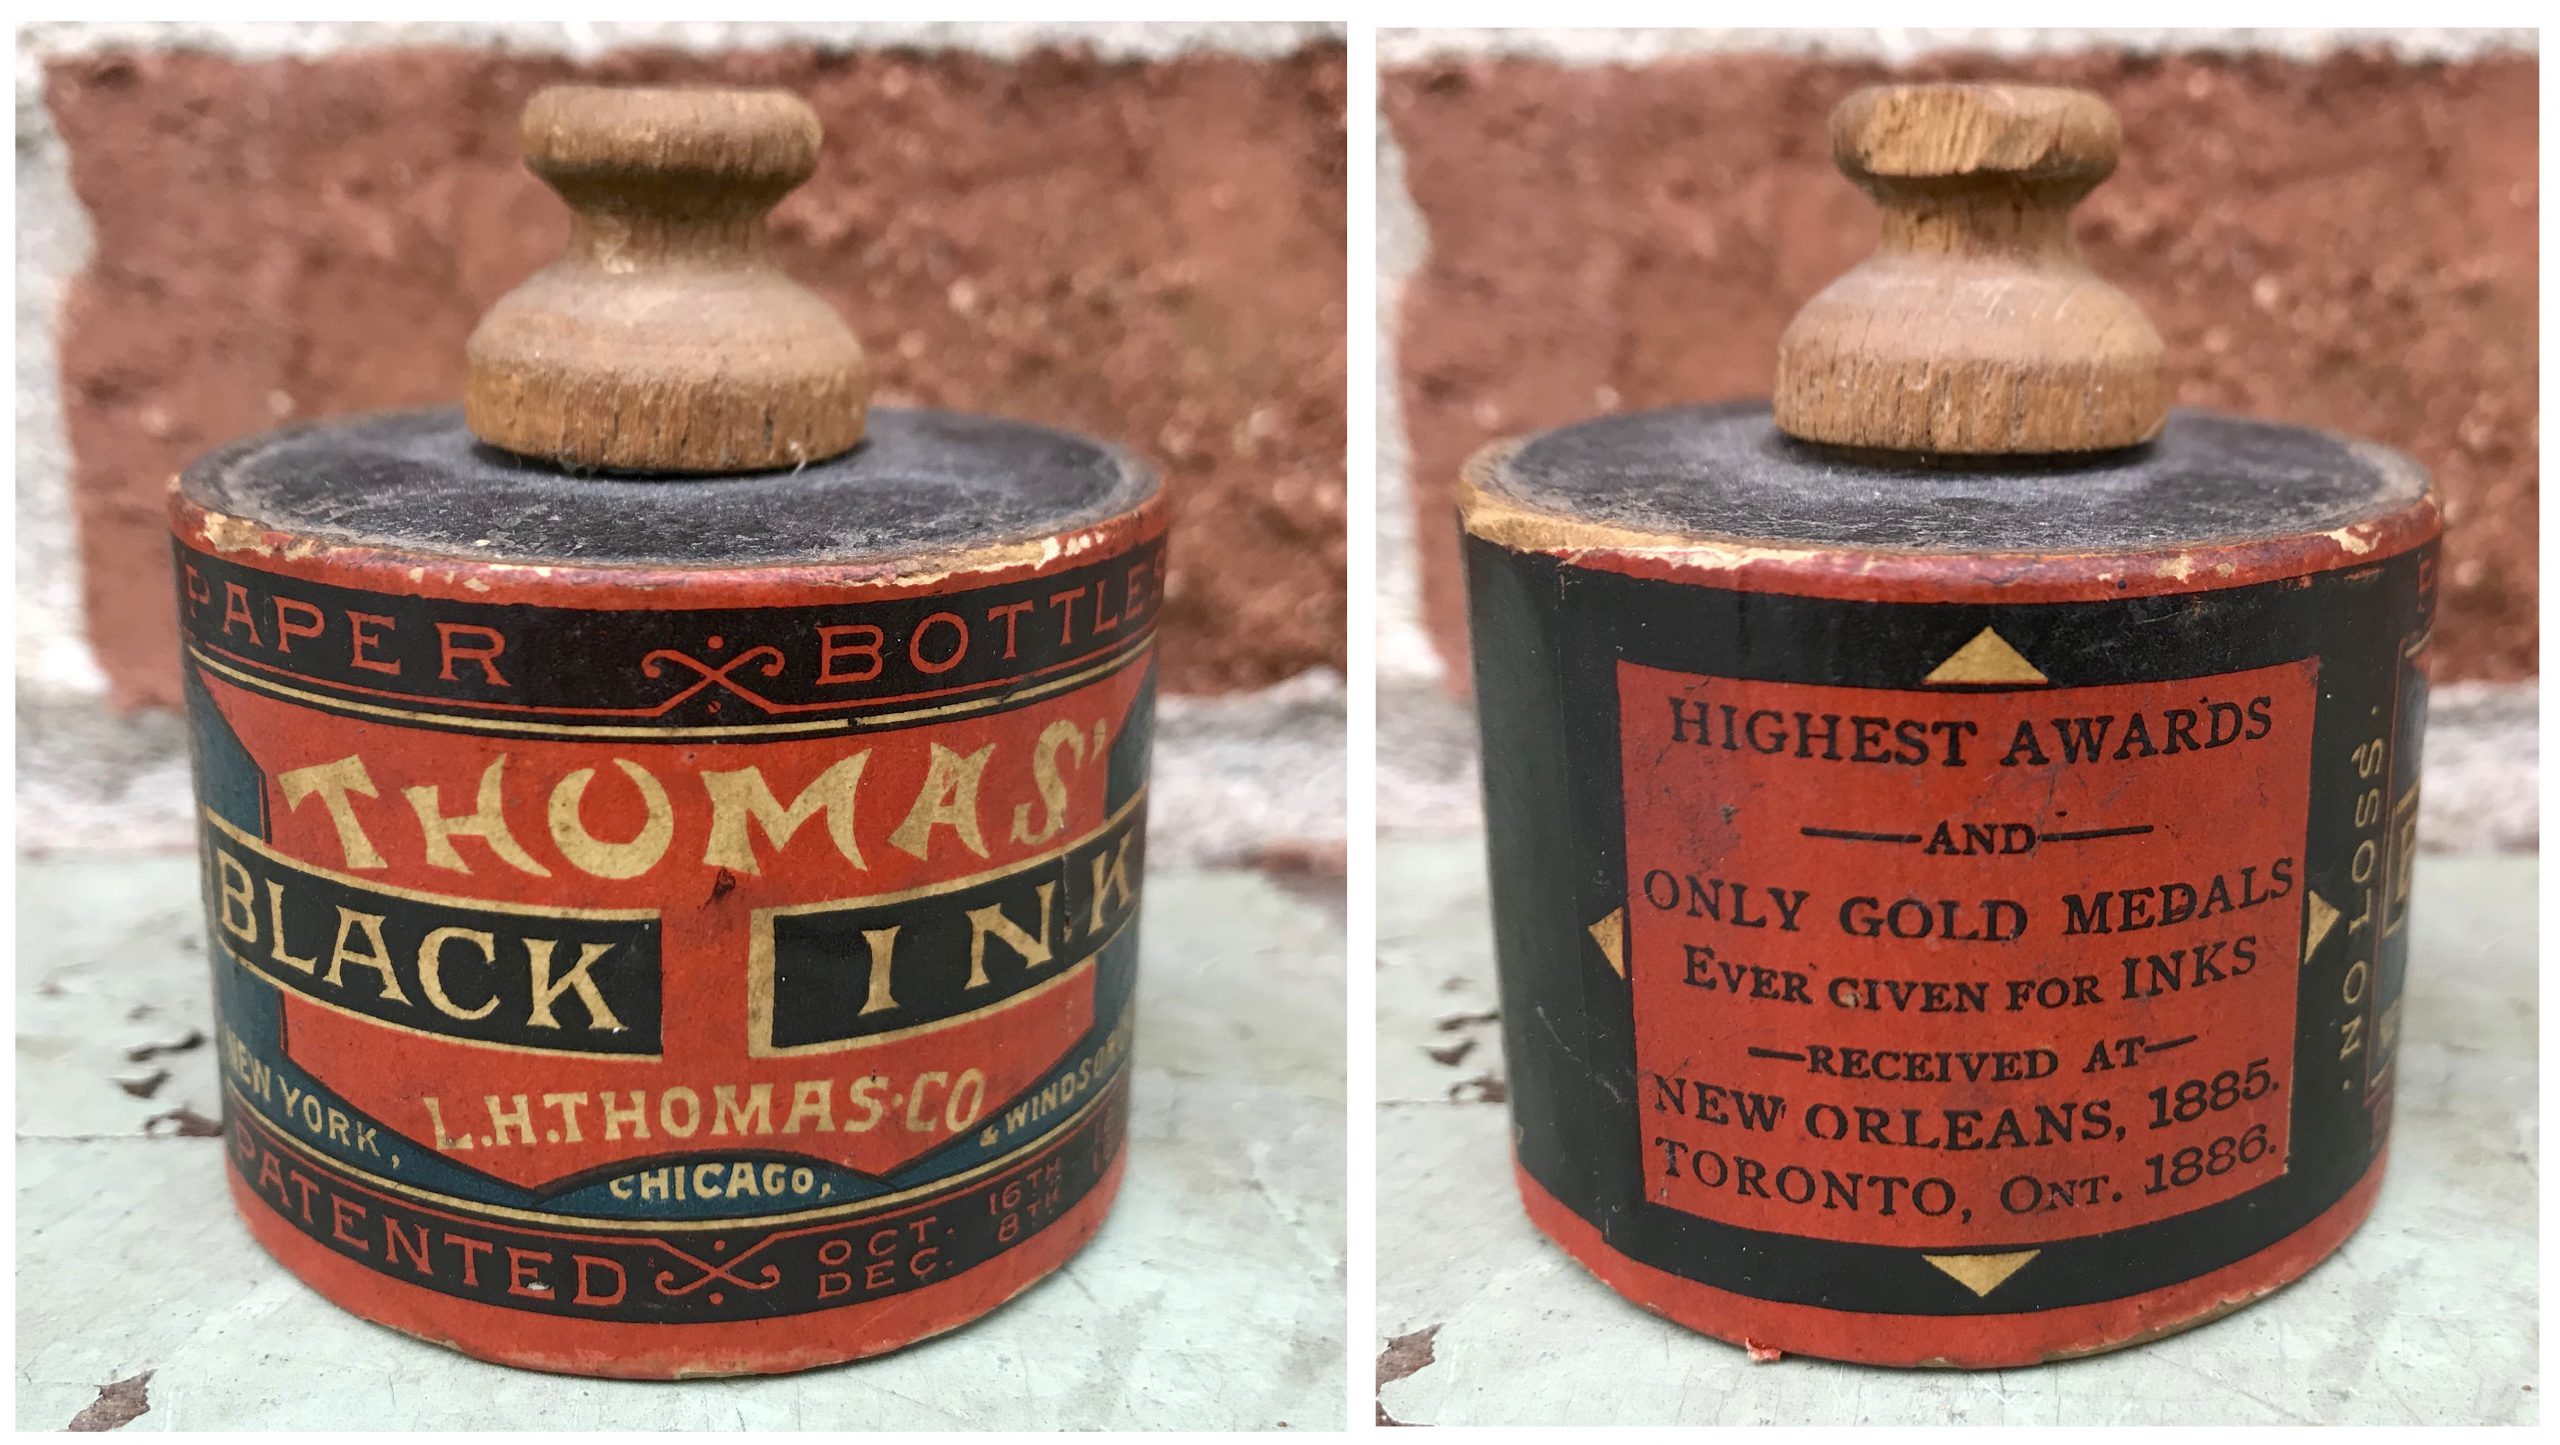 PAPER BOTTLES
THOMAS'
BLACK INK
L.H.THOMAS·CO
NEW YORK, CHICAGO, & WINDSOR
PATENTED OCT. 16TH
DEC. 8TH
HIGHEST AWARDS
—AND—
ONLY GOLD MEDALS
EVER GIVEN FOR INKS
—RECEIVED AT—
NEW ORLEANS, 1885.
TORONTO, ONT. 1886.
NO LOSS.